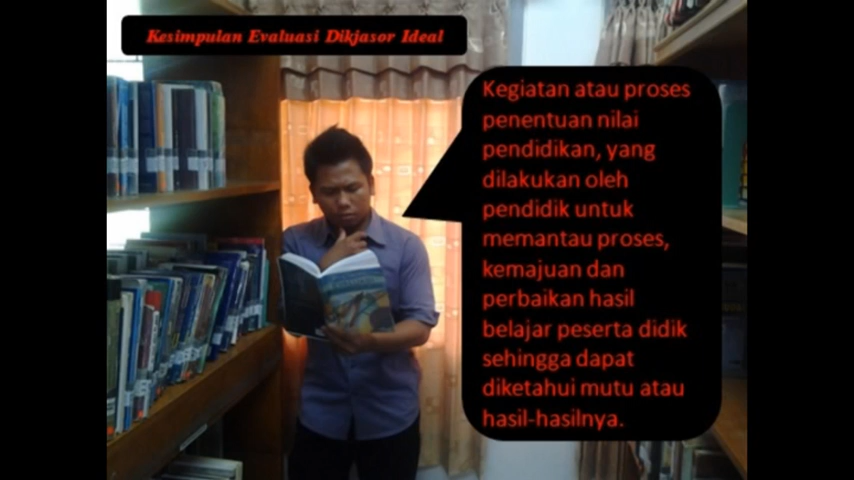 Kesimpulan Evaluasi Dikjasor Ideal
Kegiatan atau proses
penentuan nilai
pendidikan, yang
dilakukan oleh
pendidik untuk
memantau proses,
kemajuan dan
perbaikan hasil
belajar peserta didik
sehingga dapat
diketahui mutu atau
hasil-hasilnya.